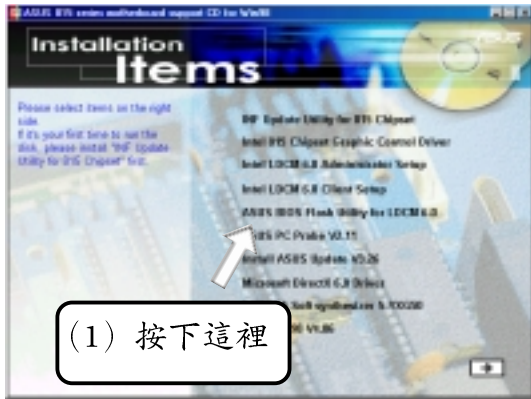 ASUS 815 series motherboard support CD for Win98
Installation
Items
ASUS
Please select items on the right
side.
If it's your first time to run the
disk, please install "INF Update
Utility for 815 Chipset" first.
INF Update Utility for 815 Chipset
Intel 815 Chipset Graphic Control Driver
Intel LDCM 6.0 Administrator Setup
Intel LDCM 6.0 Client Setup
ASUS BIOS Flash Utility for LDCM 6.0
PC Probe V2.11
Install ASUS Update
Microsoft DirectX 6.0 Driver
Soft-synthesizer
(1) 按下這裡